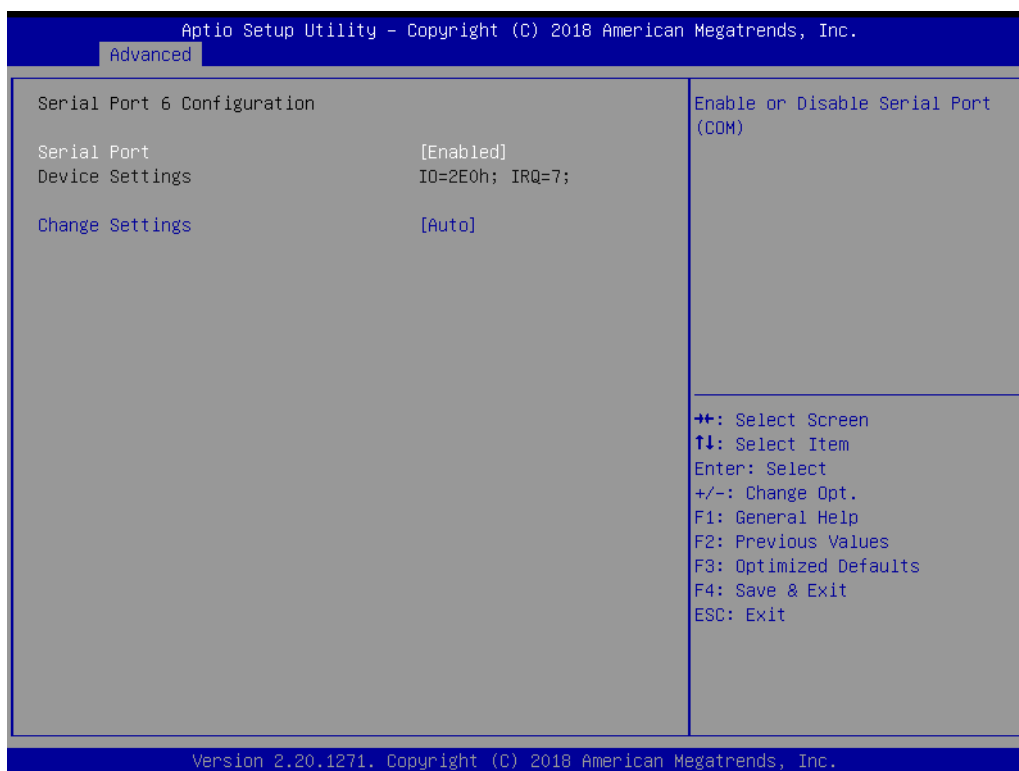 Aptio Setup Utility – Copyright (C) 2018 American Megatrends, Inc.
Advanced
Serial Port 6 Configuration
Serial Port [Enabled]
Device Settings IO=2E0h; IRQ=7;
Change Settings [Auto]
Enable or Disable Serial Port
(COM)
→←: Select Screen
↑↓: Select Item
Enter: Select
+/-: Change Opt.
F1: General Help
F2: Previous Values
F3: Optimized Defaults
F4: Save & Exit
ESC: Exit
Version 2.20.1271. Copyright (C) 2018 American Megatrends, Inc.